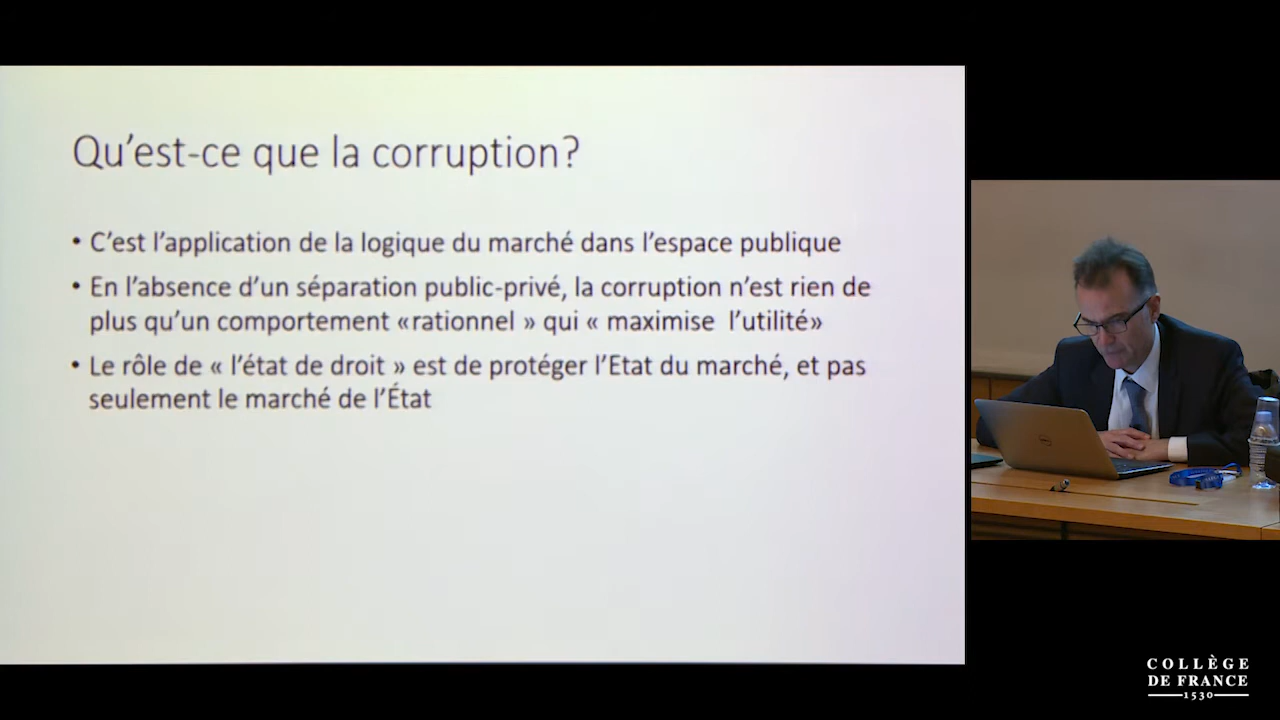 Qu'est-ce que la corruption?
• C'est l'application de la logique du marché dans l'espace publique
• En l'absence d'un séparation public-privé, la corruption n'est rien de
plus qu'un comportement «rationnel » qui « maximise l'utilité»
• Le rôle de « l'état de droit » est de protéger l'Etat du marché, et pas
seulement le marché de l'État
COLLÈGE
DE FRANCE
1530